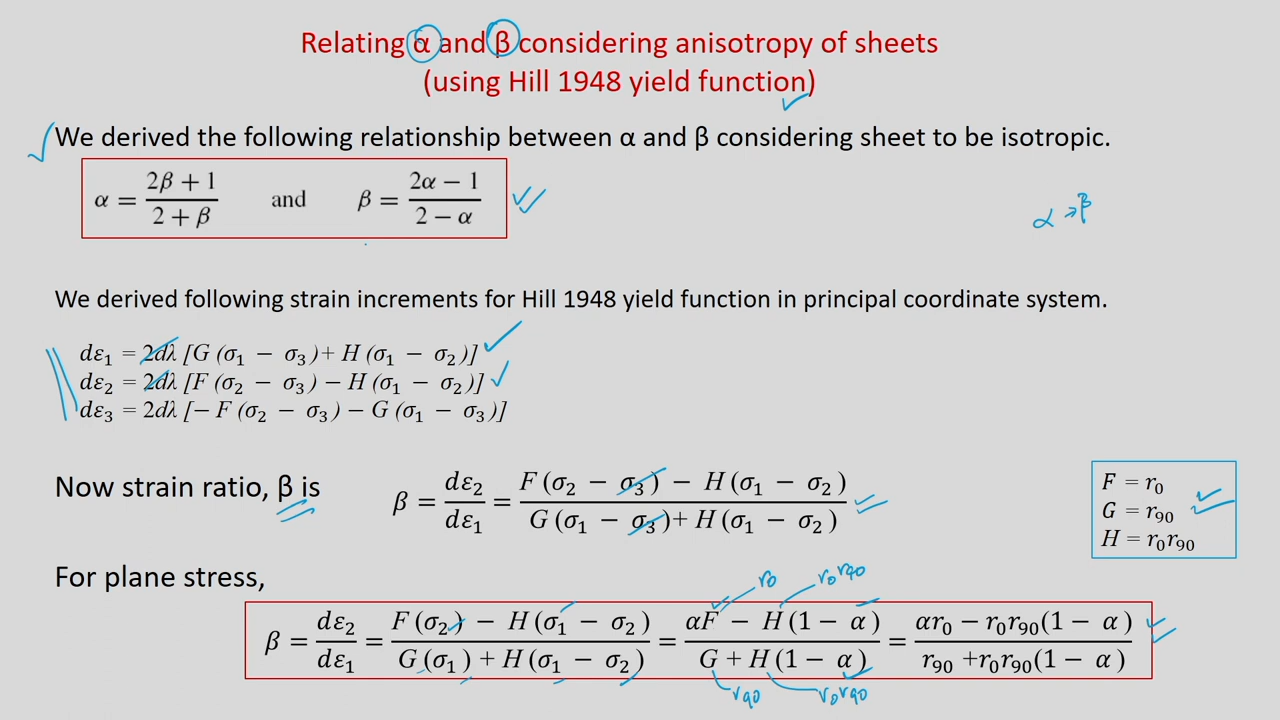 Relating α and β considering anisotropy of sheets
(using Hill 1948 yield function)
We derived the following relationship between α and β considering sheet to be isotropic.
α = (2β + 1)/(2 + β) and β = (2α − 1)/(2 − α)
α → β
We derived following strain increments for Hill 1948 yield function in principal coordinate system.
dε₁ = 2dλ [G (σ₁ − σ₃)+ H (σ₁ − σ₂)]
dε₂ = 2dλ [F (σ₂ − σ₃) − H (σ₁ − σ₂)]
dε₃ = 2dλ [− F (σ₂ − σ₃) − G (σ₁ − σ₃)]
Now strain ratio, β is β = dε₂/dε₁ = (F (σ₂ − σ₃) − H (σ₁ − σ₂))/(G (σ₁ − σ₃)+ H (σ₁ − σ₂))
F = r₀
G = r₉₀
H = r₀r₉₀
For plane stress,
r₀ r₀r₉₀
β = dε₂/dε₁ = (F (σ₂) − H (σ₁ − σ₂))/(G (σ₁) + H (σ₁ − σ₂)) = (αF − H (1 − α))/(G + H (1 − α)) = (αr₀ − r₀r₉₀(1 − α))/(r₉₀ +r₀r₉₀(1 − α))
r₉₀ r₀r₉₀